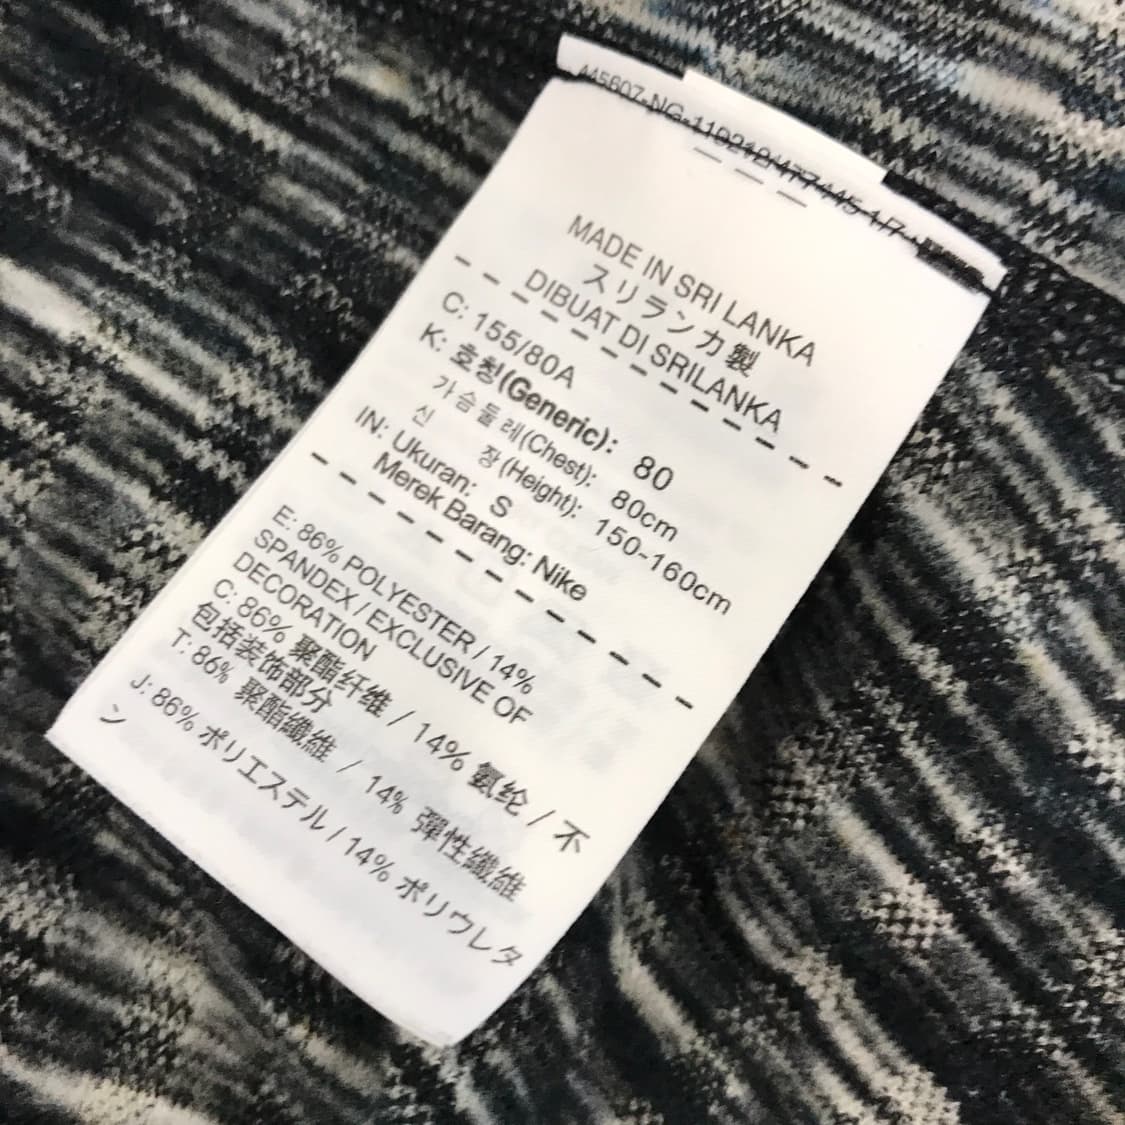 MADE IN SRI LANKA
スリランカ製
DIBUAT DI SRILANKA
C: 155/80A
K: 호칭(Generic): 80
가슴둘레(Chest): 80cm
신 장(Height): 150~160cm
IN: Ukuran: S
Merek Barang: Nike
E: 86% POLYESTER / 14%
SPANDEX / EXCLUSIVE OF
DECORATION
C: 86% 聚酯纤维 / 14% 氨纶 / 不
包括装饰部分
T: 86% 聚酯纖維 / 14% 彈性纖維
J: 86% ポリエステル / 14% ポリウレタ
ン